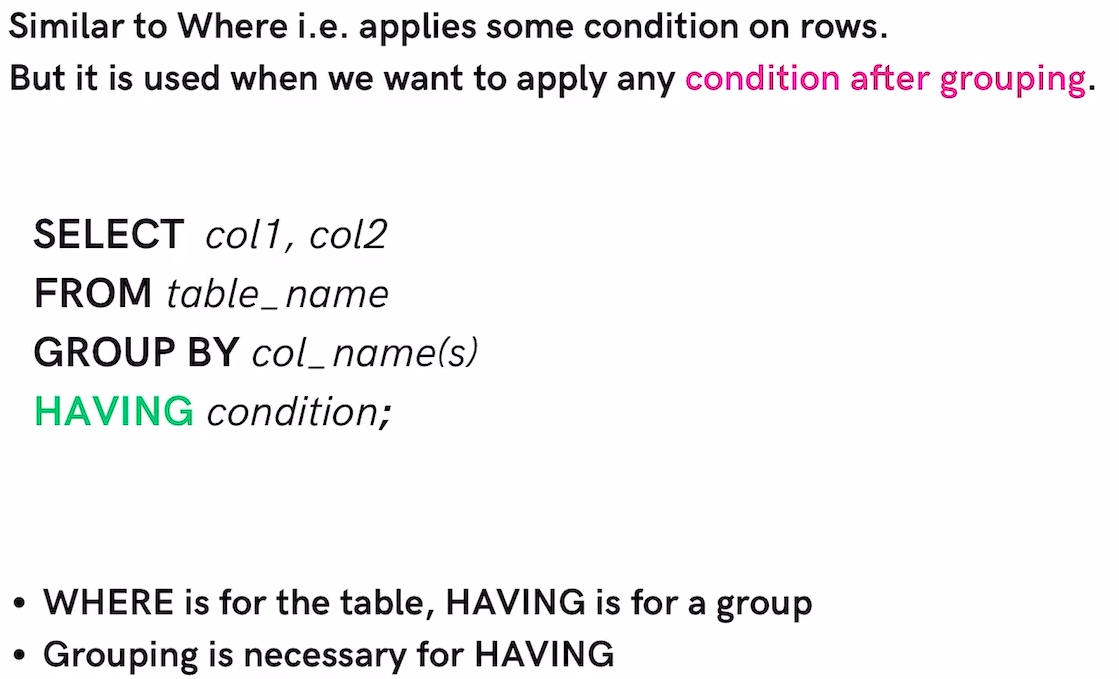 Similar to Where i.e. applies some condition on rows.
But it is used when we want to apply any condition after grouping.
SELECT col1, col2
FROM table_name
GROUP BY col_name(s)
HAVING condition;
• WHERE is for the table, HAVING is for a group
• Grouping is necessary for HAVING